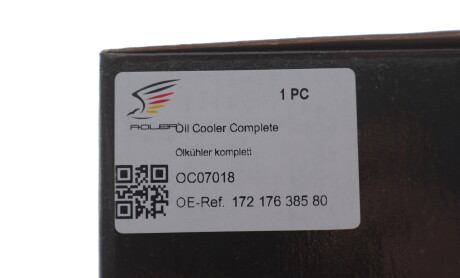 1 PC
ROLER
Oil Cooler Complete
Ölkühler komplett
OC07018
OE-Ref. 172 176 385 80